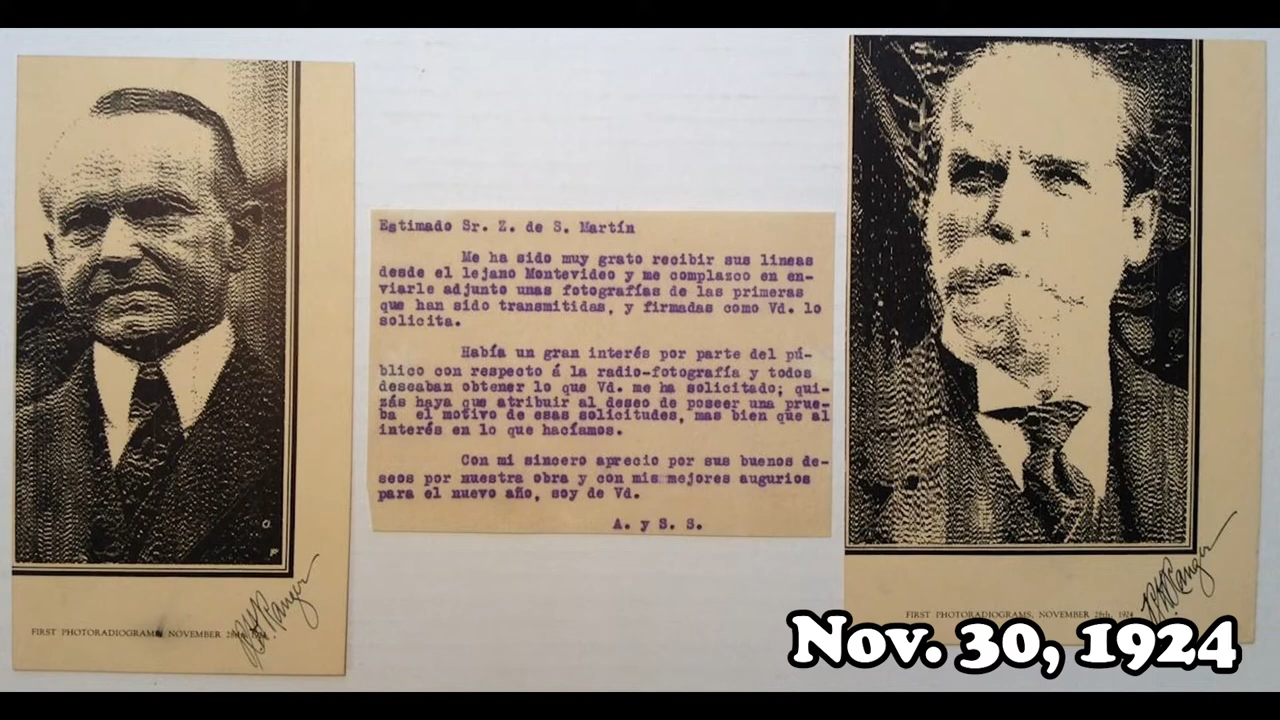 Estimado Sr. Z. de S. Martín
Me ha sido muy grato recibir sus lineas
desde el lejano Montevideo y me complazco en en-
viarle adjunto unas fotografías de las primeras
que han sido transmitidas, y firmadas como Vd. lo
solicita.
Había un gran interés por parte del pú-
blico con respecto á la radio-fotografía y todos
deseaban obtener lo que Vd. me ha solicitado; qui-
zás haya que atribuir al deseo de poseer una prue-
ba el motivo de esas solicitudes, mas bien que al
interés en lo que hacíamos.
Con mi sincero aprecio por sus buenos de-
seos por nuestra obra y con mis mejores augurios
para el nuevo año, soy de Vd.
A. y S. S.
FIRST PHOTORADIOGRAMS, NOVEMBER
R.H. Ranger
FIRST PHOTORADIOGRAMS, NOVEMBER 29th, 1924
R.H. Ranger
Nov. 30, 1924